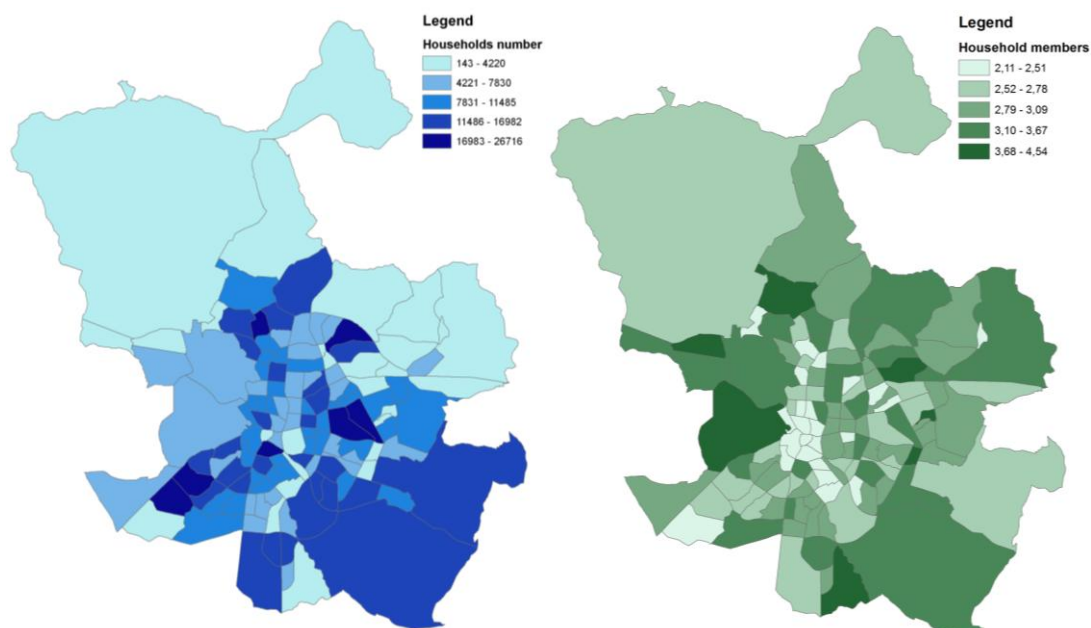 Legend
Households number
143 - 4220
4221 - 7830
7831 - 11485
11486 - 16982
16983 - 26716
Legend
Household members
2,11 - 2,51
2,52 - 2,78
2,79 - 3,09
3,10 - 3,67
3,68 - 4,54